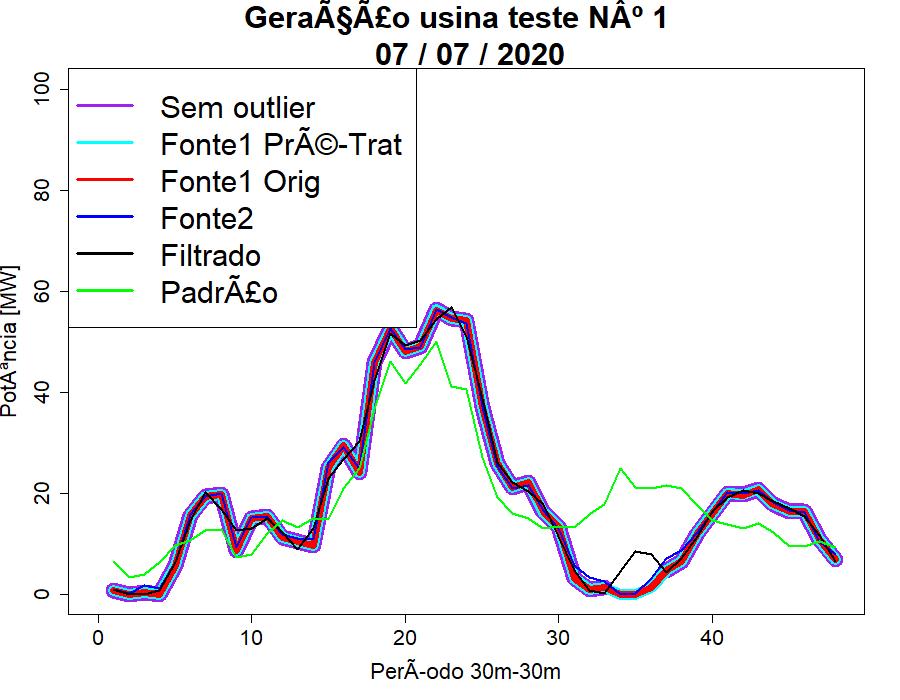 GeraÃ§Ã£o usina teste NÂº 1
07 / 07 / 2020
Sem outlier
Fonte1 PrÃ©-Trat
Fonte1 Orig
Fonte2
Filtrado
PadrÃ£o
PotÃªncia [MW]
100
80
60
40
20
0
0
10
20
30
40
PerÃ­-odo 30m-30m